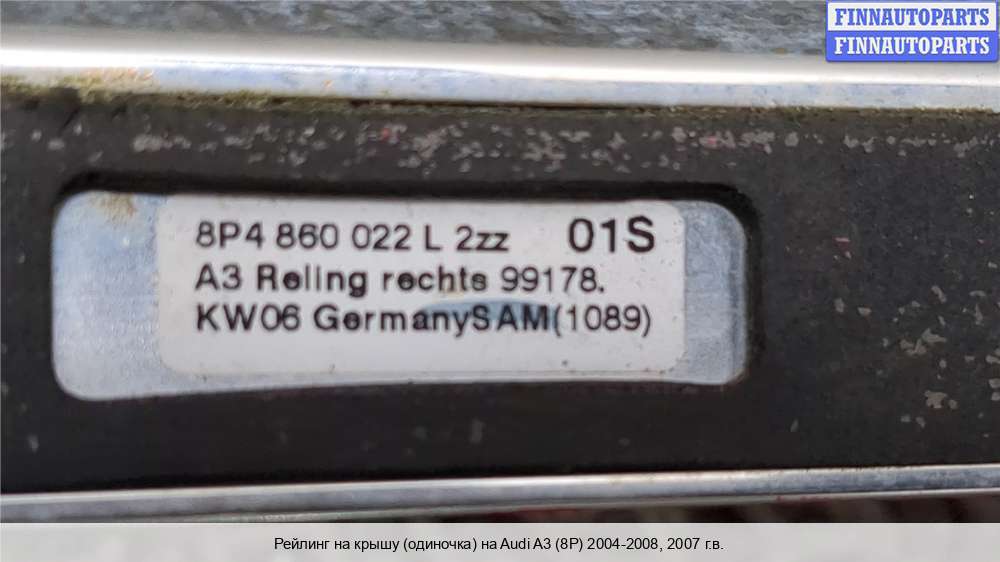 FINNAUTOPARTS
FINNAUTOPARTS
8P4 860 022 L 2zz 01S
A3 Reling rechts 99178.
KW06 GermanySAM(1089)
Рейлинг на крышу (одиночка) на Audi A3 (8P) 2004-2008, 2007 г.в.